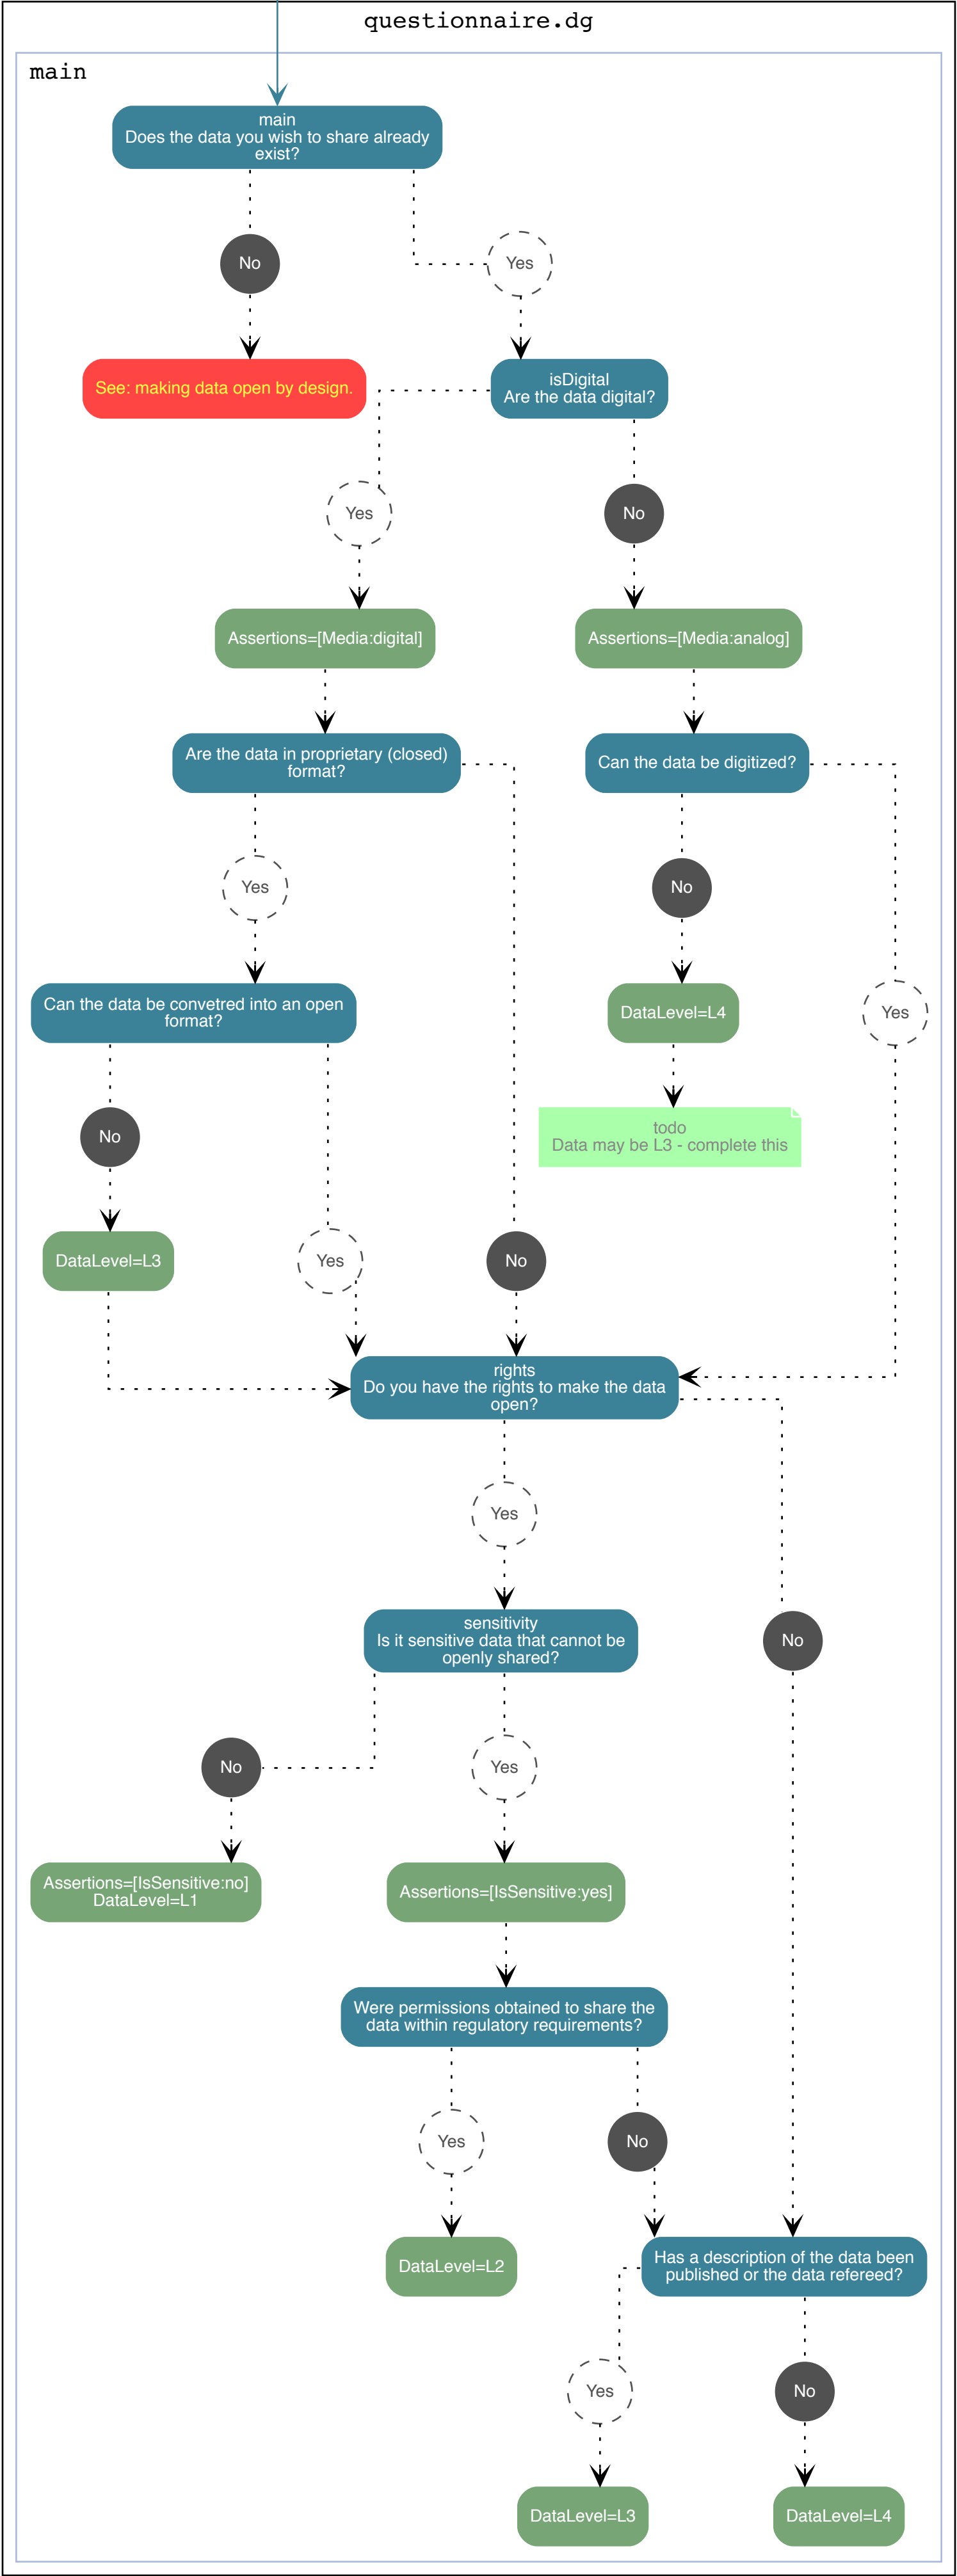 questionnaire.dg
main
main
Does the data you wish to share already
exist?
No
Yes
See: making data open by design.
isDigital
Are the data digital?
Yes
No
Assertions=[Media:digital]
Assertions=[Media:analog]
Are the data in proprietary (closed)
format?
Can the data be digitized?
Yes
No
Can the data be convetred into an open
format?
DataLevel=L4
Yes
No
todo
Data may be L3 - complete this
DataLevel=L3
Yes
No
rights
Do you have the rights to make the data
open?
Yes
sensitivity
Is it sensitive data that cannot be
openly shared?
No
No
Yes
Assertions=[IsSensitive:no]
DataLevel=L1
Assertions=[IsSensitive:yes]
Were permissions obtained to share the
data within regulatory requirements?
Yes
No
DataLevel=L2
Has a description of the data been
published or the data refereed?
Yes
No
DataLevel=L3
DataLevel=L4